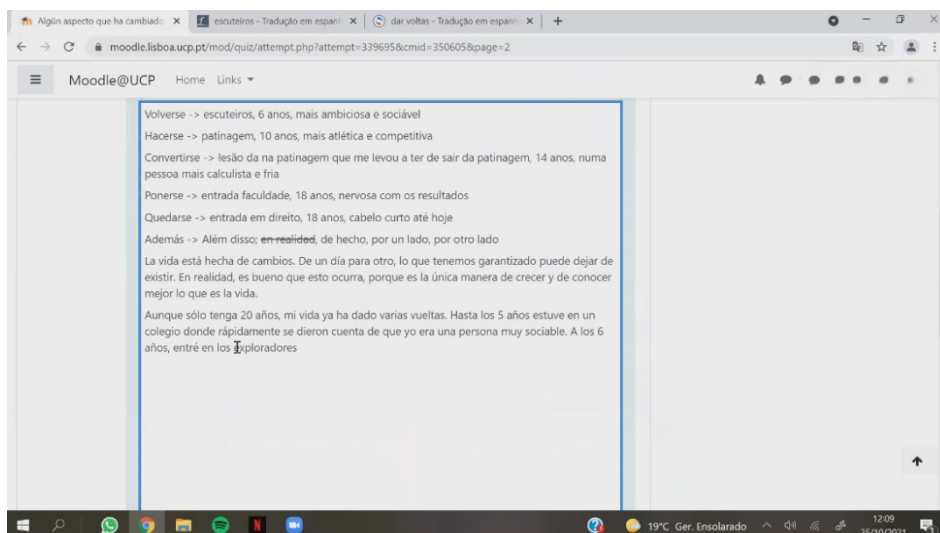 Algún aspecto que ha cambiado
escuteiros - Tradução em espanh
dar voltas - Tradução em espanh
moodle.lisboa.ucp.pt/mod/quiz/attempt.php?attempt=339695&cmid=350605&page=2
Moodle@UCP Home Links
Volverse -> escuteiros, 6 anos, mais ambiciosa e sociável
Hacerse -> patinagem, 10 anos, mais atlética e competitiva
Convertirse -> lesão da na patinagem que me levou a ter de sair da patinagem, 14 anos, numa
pessoa mais calculista e fria
Ponerse -> entrada faculdade, 18 anos, nervosa com os resultados
Quedarse -> entrada em direito, 18 anos, cabelo curto até hoje
Además -> Além disso; en realidad, de hecho, por un lado, por otro lado
La vida está hecha de cambios. De un día para otro, lo que tenemos garantizado puede dejar de
existir. En realidad, es bueno que esto ocurra, porque es la única manera de crecer y de conocer
mejor lo que es la vida.
Aunque sólo tenga 20 años, mi vida ya ha dado varias vueltas. Hasta los 5 años estuve en un
colegio donde rápidamente se dieron cuenta de que yo era una persona muy sociable. A los 6
años, entré en los exploradores
19°C Ger. Ensolarado
12:09
25/10/2021